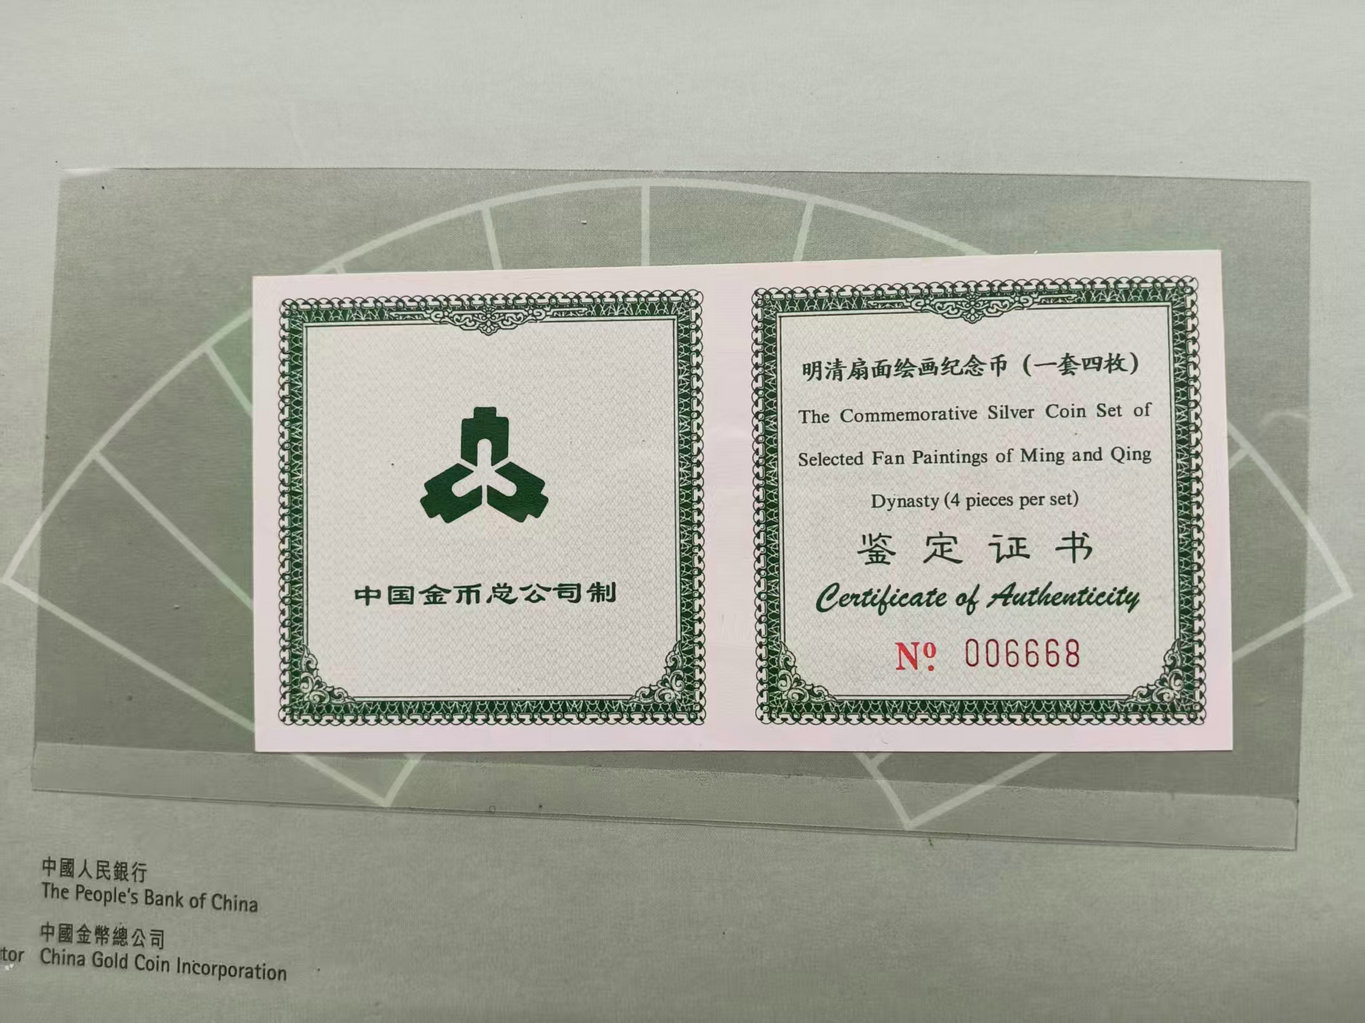 中国金币总公司制
明清扇面绘画纪念币（一套四枚）
The Commemorative Silver Coin Set of
Selected Fan Paintings of Ming and Qing
Dynasty (4 pieces per set)
鉴定证书
Certificate of Authenticity
Nº. 006668
中國人民銀行
The People's Bank of China
中國金幣總公司
China Gold Coin Incorporation